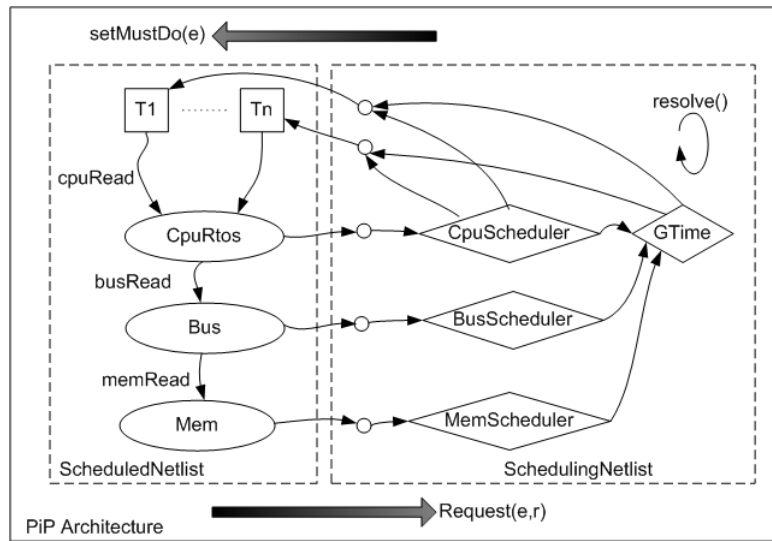 setMustDo(e)
T1 ........ Tn
resolve()
cpuRead
CpuRtos
CpuScheduler
GTime
busRead
Bus
BusScheduler
memRead
Mem
MemScheduler
ScheduledNetlist
SchedulingNetlist
Request(e,r)
PiP Architecture